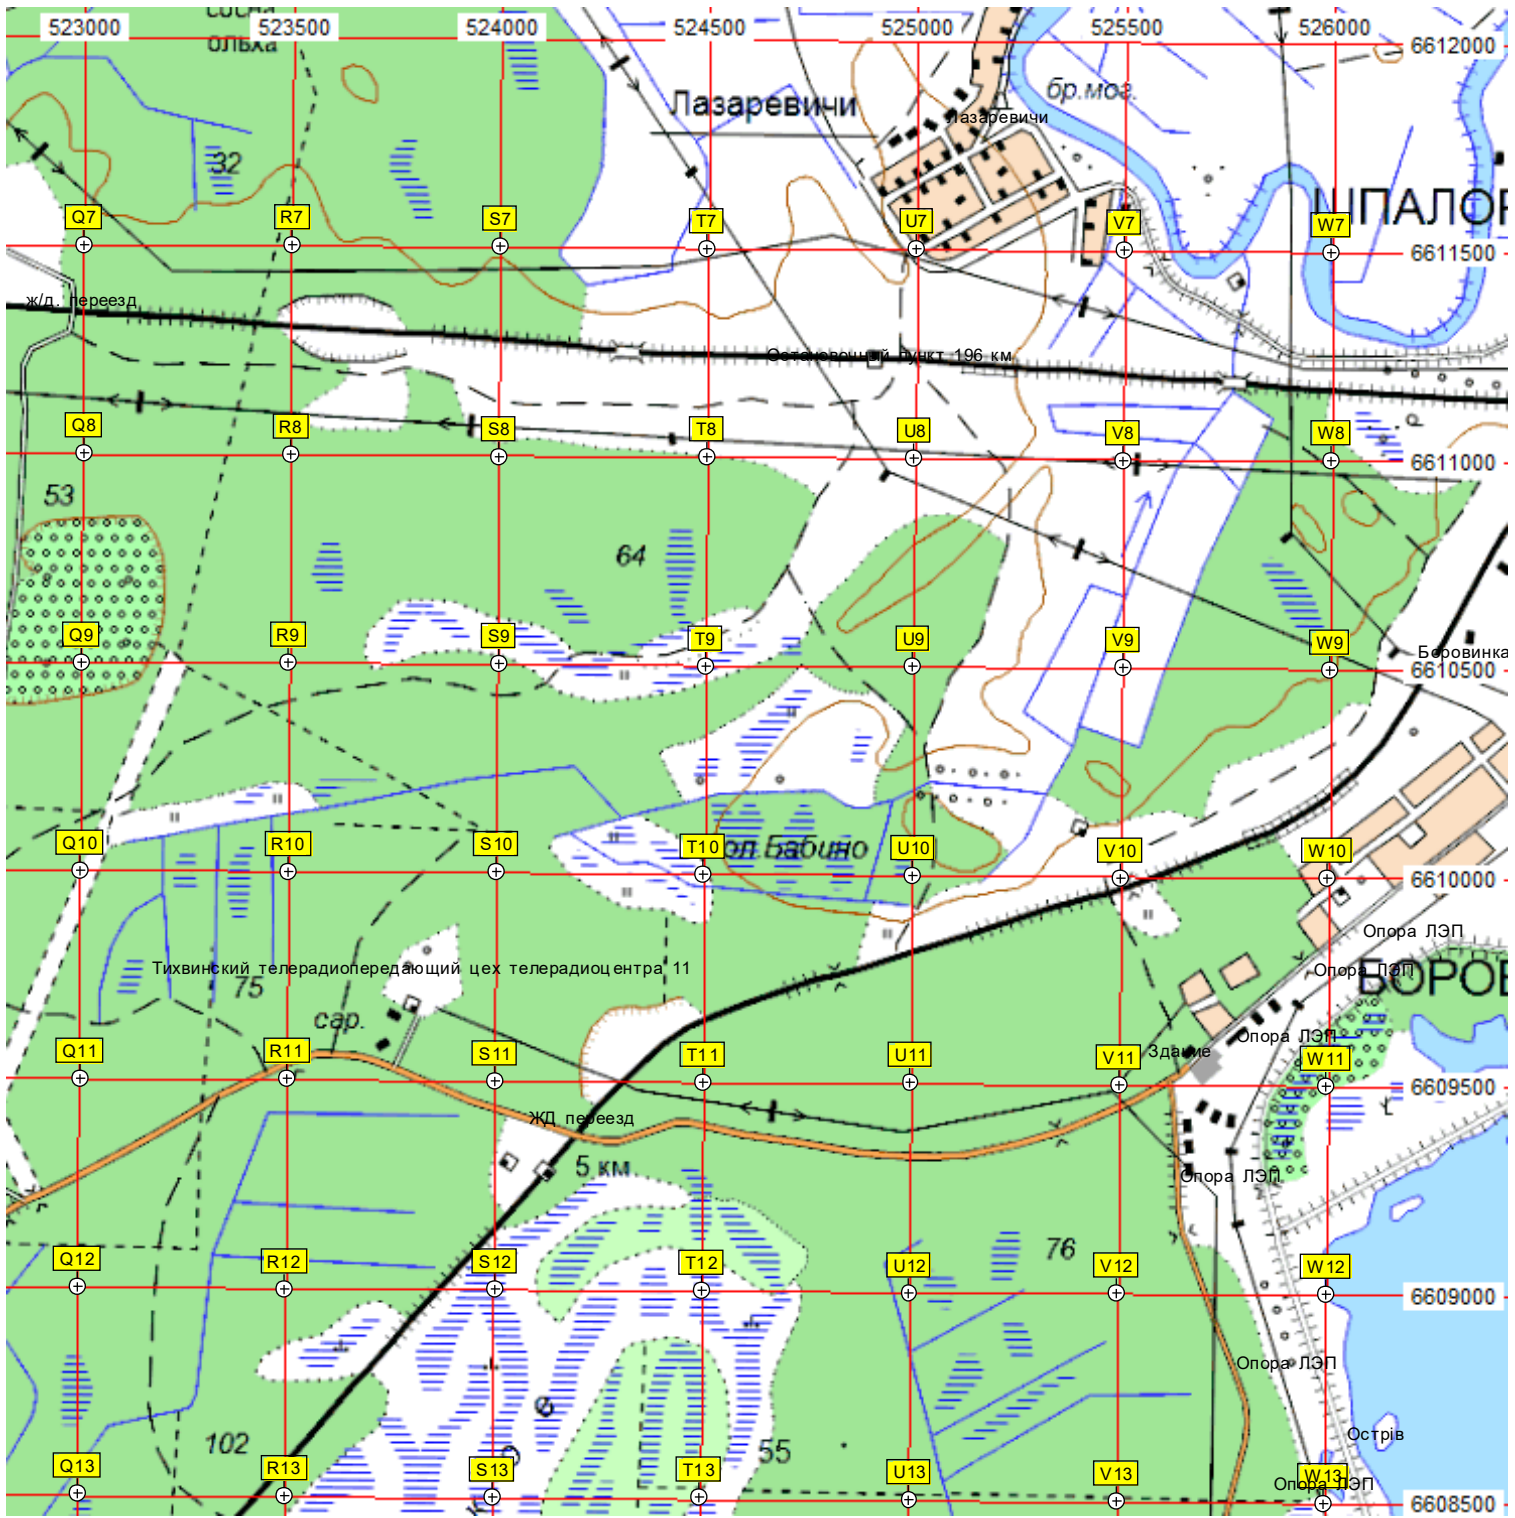 сосна
ольха
523000 523500 524000 524500 525000 525500 526000
6612000
Лазаревичи
бр.мог.
Лазаревичи
32
ШПАЛОР
Q7 R7 S7 T7 U7 V7 W7
6611500
ж/д. переезд
Остановочный пункт 196 км
Q8 R8 S8 T8 U8 V8 W8
6611000
53
64
Q9 R9 S9 T9 U9 V9 W9
Боровинка
6610500
Q10 R10 S10 T10 U10 V10 W10
ол.Бабино
6610000
Опора ЛЭП
Тихвинский телерадиопередающий цех телерадиоцентра 11
Опора ЛЭП
БОРОВ
75
сар.
Опора ЛЭП
Здание
Q11 R11 S11 T11 U11 V11 W11
6609500
ЖД переезд
5 км
Опора ЛЭП
76
Q12 R12 S12 T12 U12 V12 W12
6609000
Опора ЛЭП
102
55
Острів
Q13 R13 S13 T13 U13 V13 W13
Опора ЛЭП
6608500